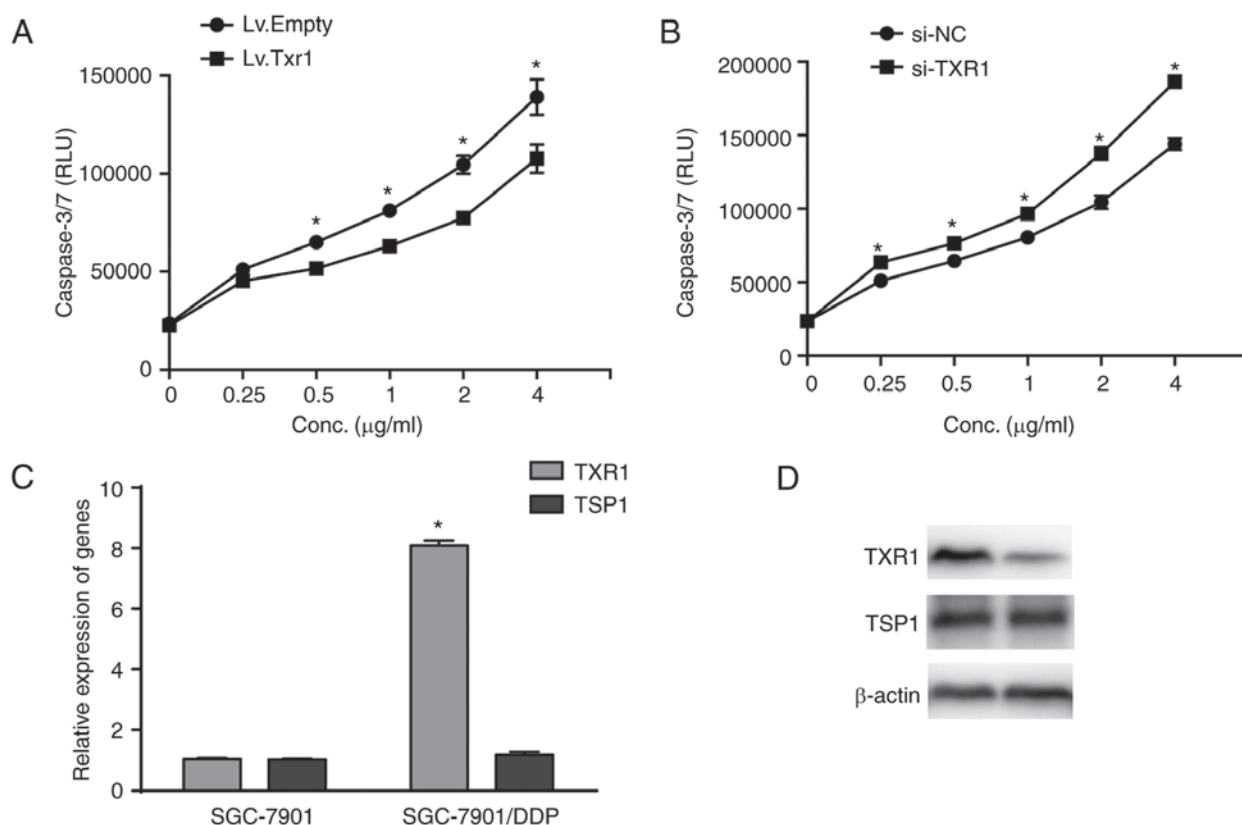 A
Lv.Empty
Lv.Txr1
Caspase-3/7 (RLU)
150000
100000
50000
0
* * * *
0 0.25 0.5 1 2 4
Conc. (µg/ml)
B
si-NC
si-TXR1
Caspase-3/7 (RLU)
200000
150000
100000
50000
0
* * * * *
0 0.25 0.5 1 2 4
Conc. (µg/ml)
C
TXR1
TSP1
Relative expression of genes
10
8
6
4
2
0
*
SGC-7901 SGC-7901/DDP
D
TXR1
TSP1
β-actin